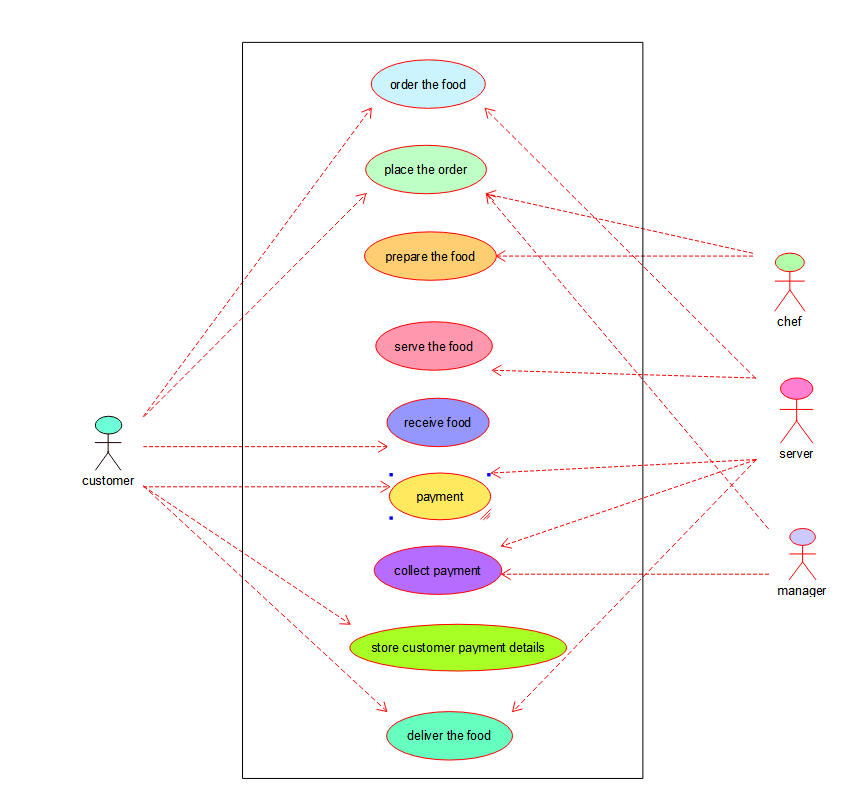 order the food
place the order
prepare the food
chef
serve the food
receive food
server
customer
payment
collect payment
manager
store customer payment details
deliver the food